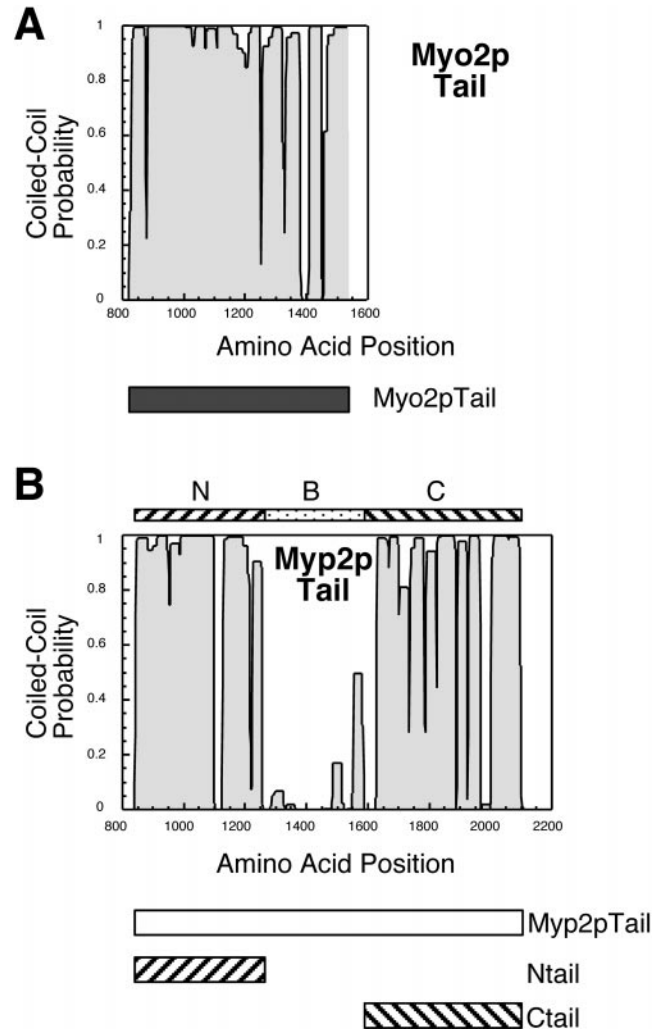 A
Myo2p
Tail
Coiled-Coil
Probability
1
0.8
0.6
0.4
0.2
0
800 1000 1200 1400 1600
Amino Acid Position
Myo2pTail
B
N B C
Myp2p
Tail
Coiled-Coil
Probability
1
0.8
0.6
0.4
0.2
0
800 1000 1200 1400 1600 1800 2000 2200
Amino Acid Position
Myp2pTail
Ntail
Ctail